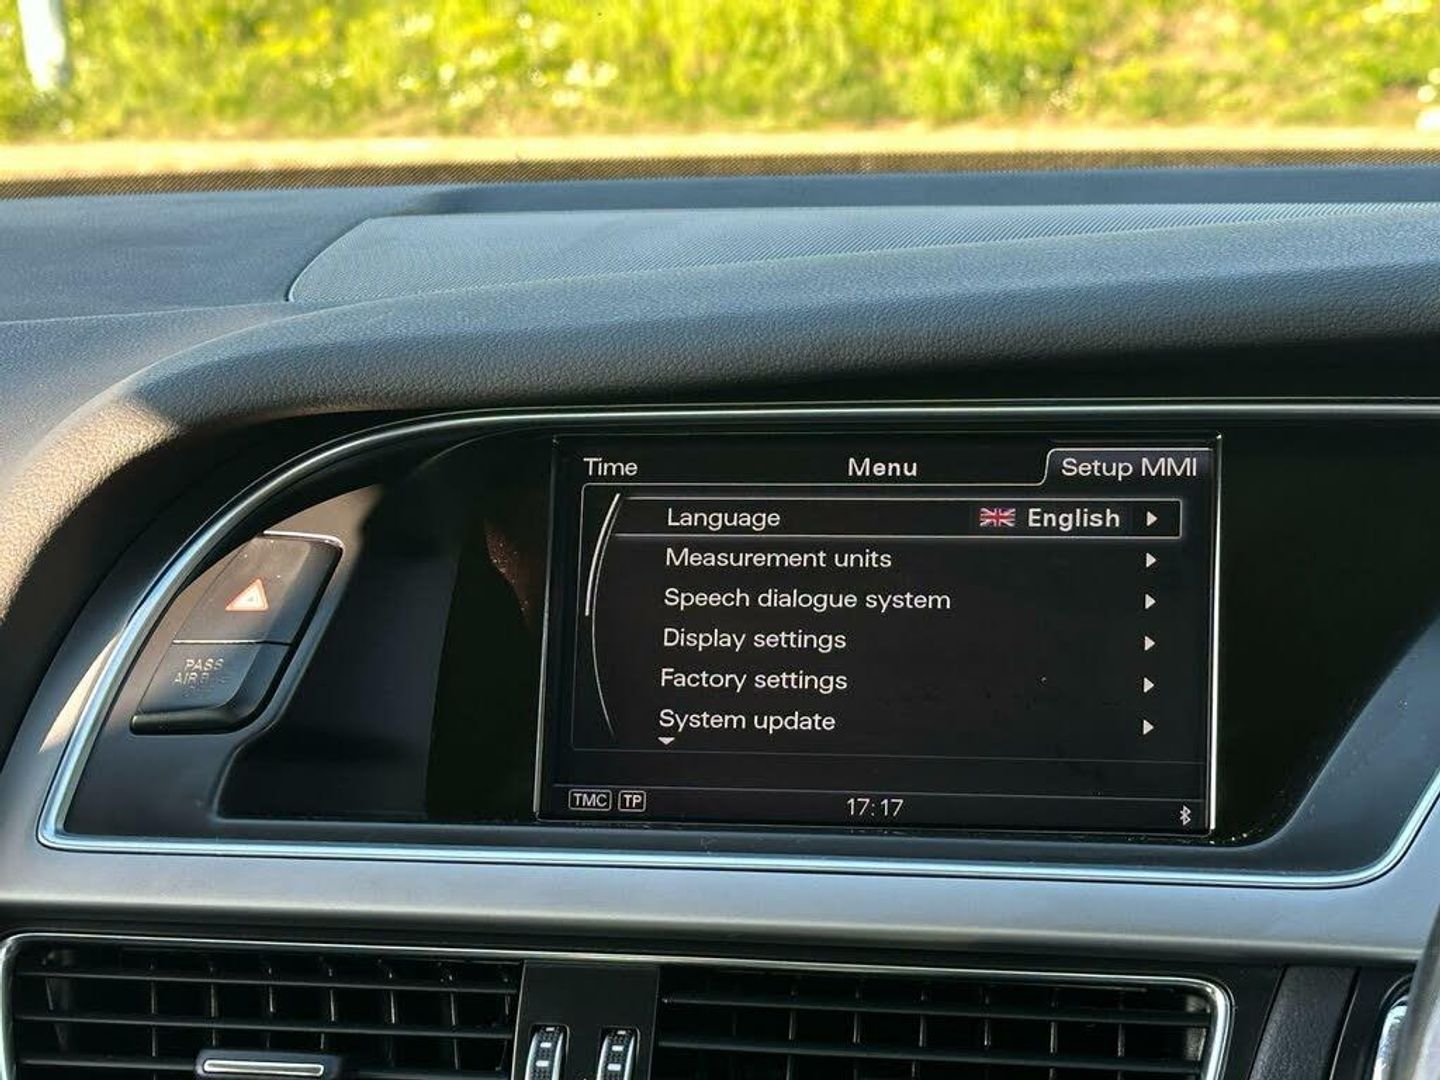 Time Menu Setup MMI
Language English
Measurement units
Speech dialogue system
Display settings
Factory settings
System update
PASS
TMC TP 17:17